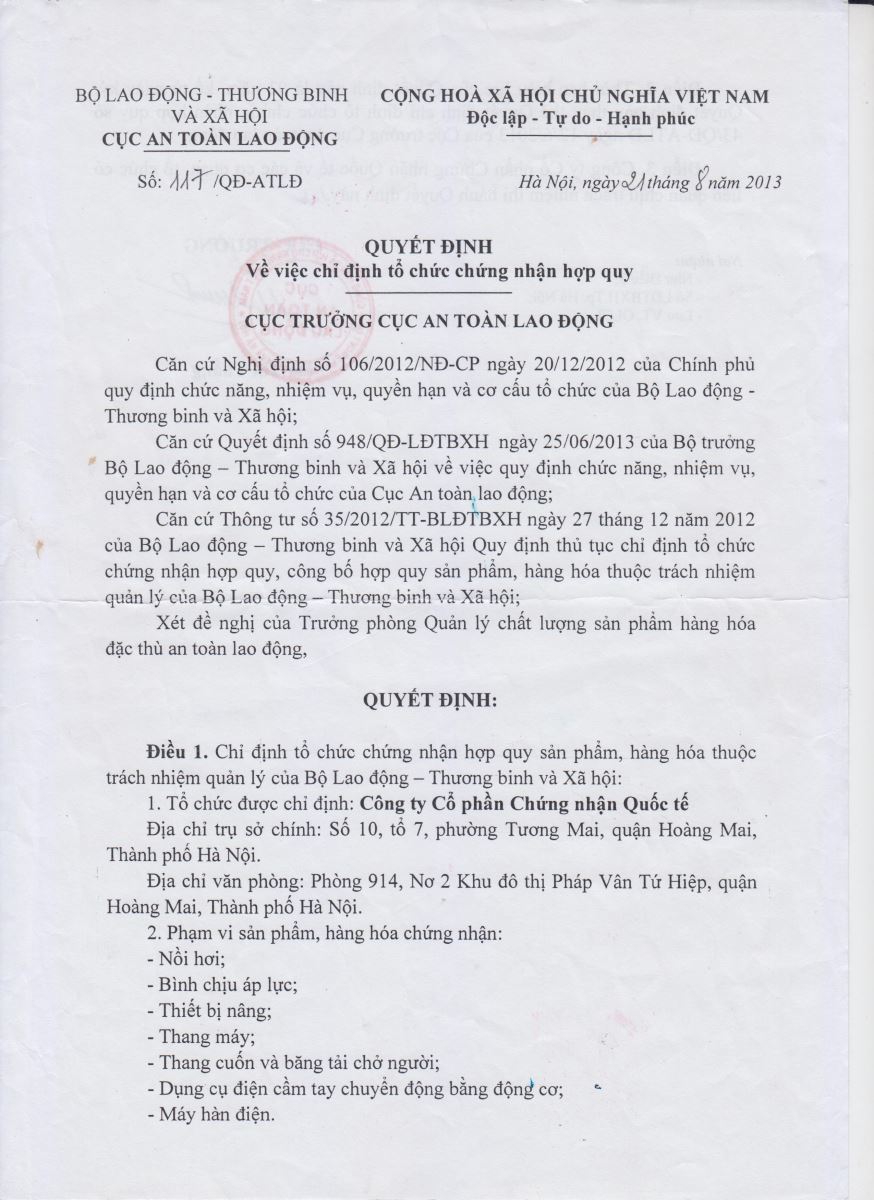 BỘ LAO ĐỘNG - THƯƠNG BINH
VÀ XÃ HỘI
CỤC AN TOÀN LAO ĐỘNG
Số: 117/QĐ-ATLĐ
CỘNG HOÀ XÃ HỘI CHỦ NGHĨA VIỆT NAM
Độc lập - Tự do - Hạnh phúc
Hà Nội, ngày 21 tháng 8 năm 2013
QUYẾT ĐỊNH
Về việc chỉ định tổ chức chứng nhận hợp quy
CỤC TRƯỞNG CỤC AN TOÀN LAO ĐỘNG
Căn cứ Nghị định số 106/2012/NĐ-CP ngày 20/12/2012 của Chính phủ
quy định chức năng, nhiệm vụ, quyền hạn và cơ cấu tổ chức của Bộ Lao động -
Thương binh và Xã hội;
Căn cứ Quyết định số 948/QĐ-LĐTBXH ngày 25/06/2013 của Bộ trưởng
Bộ Lao động – Thương binh và Xã hội về việc quy định chức năng, nhiệm vụ,
quyền hạn và cơ cấu tổ chức của Cục An toàn lao động;
Căn cứ Thông tư số 35/2012/TT-BLĐTBXH ngày 27 tháng 12 năm 2012
của Bộ Lao động – Thương binh và Xã hội Quy định thủ tục chỉ định tổ chức
chứng nhận hợp quy, công bố hợp quy sản phẩm, hàng hóa thuộc trách nhiệm
quản lý của Bộ Lao động – Thương binh và Xã hội;
Xét đề nghị của Trưởng phòng Quản lý chất lượng sản phẩm hàng hóa
đặc thù an toàn lao động,
QUYẾT ĐỊNH:
Điều 1. Chỉ định tổ chức chứng nhận hợp quy sản phẩm, hàng hóa thuộc
trách nhiệm quản lý của Bộ Lao động – Thương binh và Xã hội:
1. Tổ chức được chỉ định: Công ty Cổ phần Chứng nhận Quốc tế
Địa chỉ trụ sở chính: Số 10, tổ 7, phường Tương Mai, quận Hoàng Mai,
Thành phố Hà Nội.
Địa chỉ văn phòng: Phòng 914, Nơ 2 Khu đô thị Pháp Vân Tứ Hiệp, quận
Hoàng Mai, Thành phố Hà Nội.
2. Phạm vi sản phẩm, hàng hóa chứng nhận:
- Nồi hơi;
- Bình chịu áp lực;
- Thiết bị nâng;
- Thang máy;
- Thang cuốn và băng tải chở người;
- Dụng cụ điện cầm tay chuyển động bằng động cơ;
- Máy hàn điện.